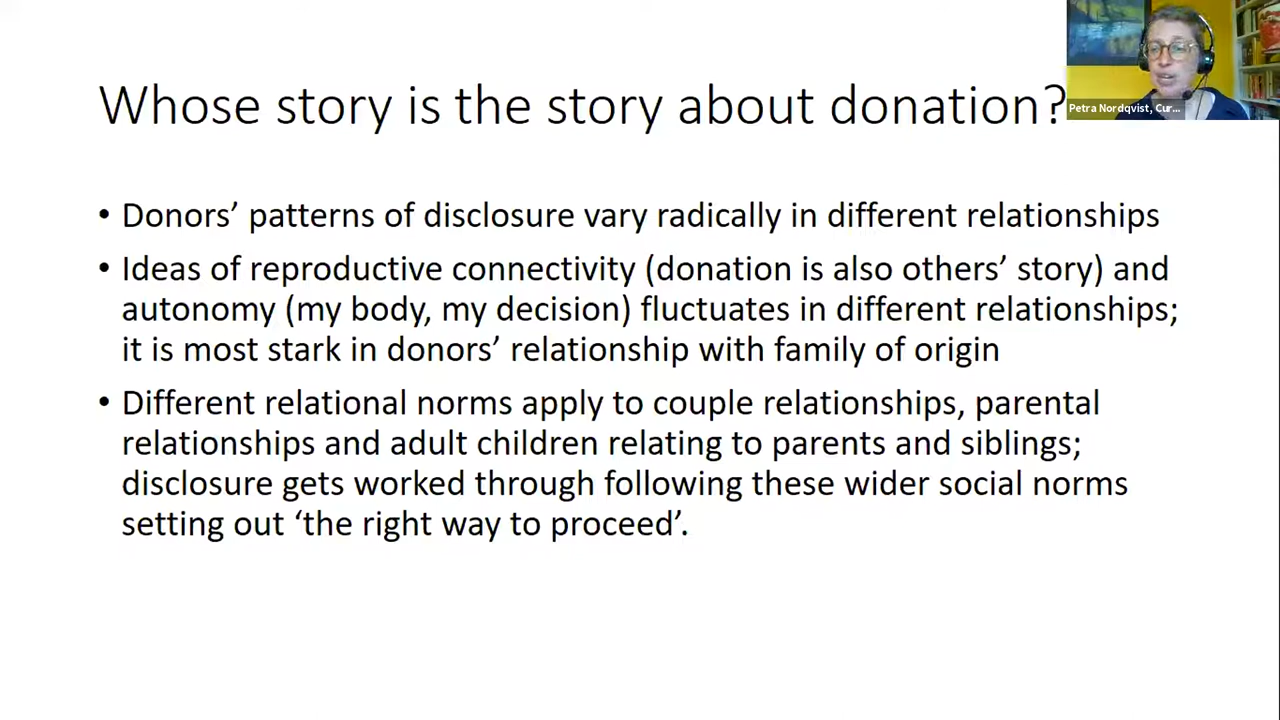 Whose story is the story about donation?
Petra Nordqvist, Cur...
• Donors’ patterns of disclosure vary radically in different relationships
• Ideas of reproductive connectivity (donation is also others’ story) and
autonomy (my body, my decision) fluctuates in different relationships;
it is most stark in donors’ relationship with family of origin
• Different relational norms apply to couple relationships, parental
relationships and adult children relating to parents and siblings;
disclosure gets worked through following these wider social norms
setting out ‘the right way to proceed’.